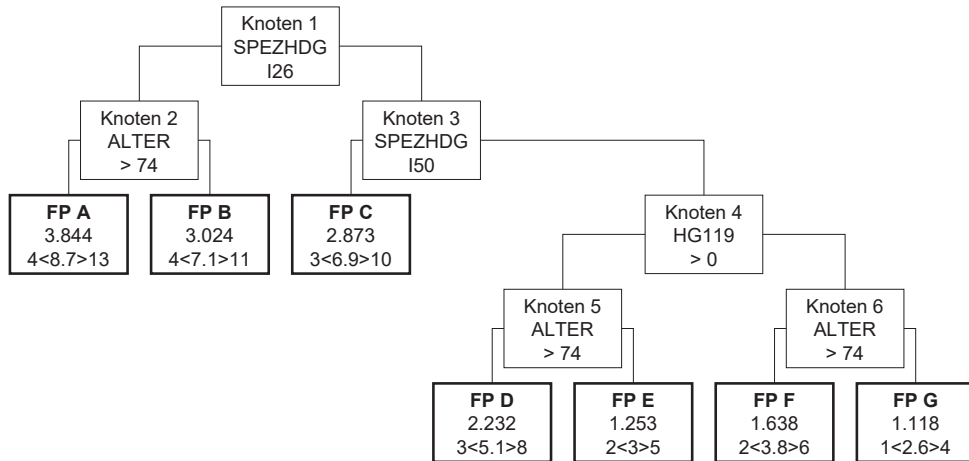 Knoten 1
SPEZHDG
I26
Knoten 2
ALTER
> 74
Knoten 3
SPEZHDG
I50
FP A
3.844
4<8.7>13
FP B
3.024
4<7.1>11
FP C
2.873
3<6.9>10
Knoten 4
HG119
> 0
Knoten 5
ALTER
> 74
Knoten 6
ALTER
> 74
FP D
2.232
3<5.1>8
FP E
1.253
2<3>5
FP F
1.638
2<3.8>6
FP G
1.118
1<2.6>4